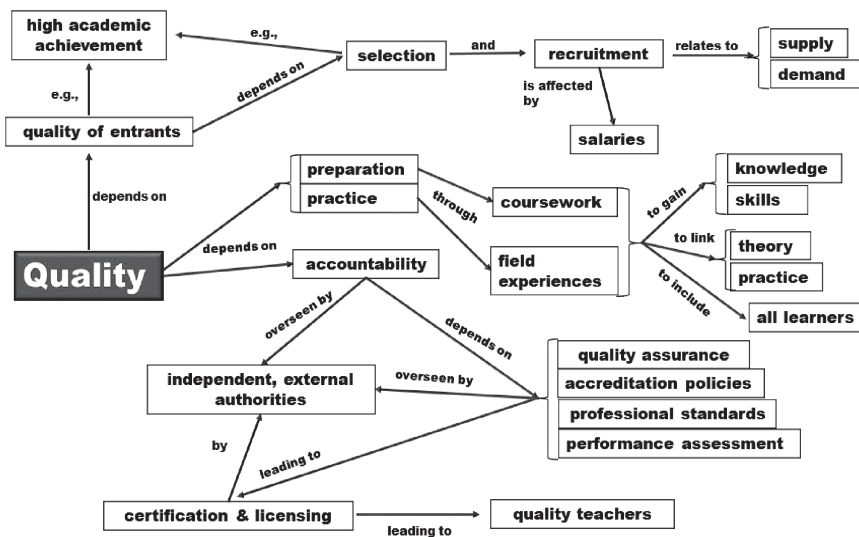 high academic
achievement
e.g.,
selection
and
recruitment
relates to
supply
demand
e.g.,
depends on
is affected
by
quality of entrants
salaries
depends on
preparation
practice
through
coursework
to gain
knowledge
skills
Quality
depends on
accountability
field
experiences
to link
theory
practice
to include
all learners
overseen by
depends on
independent, external
authorities
overseen by
quality assurance
accreditation policies
professional standards
performance assessment
by
leading to
certification & licensing
leading to
quality teachers